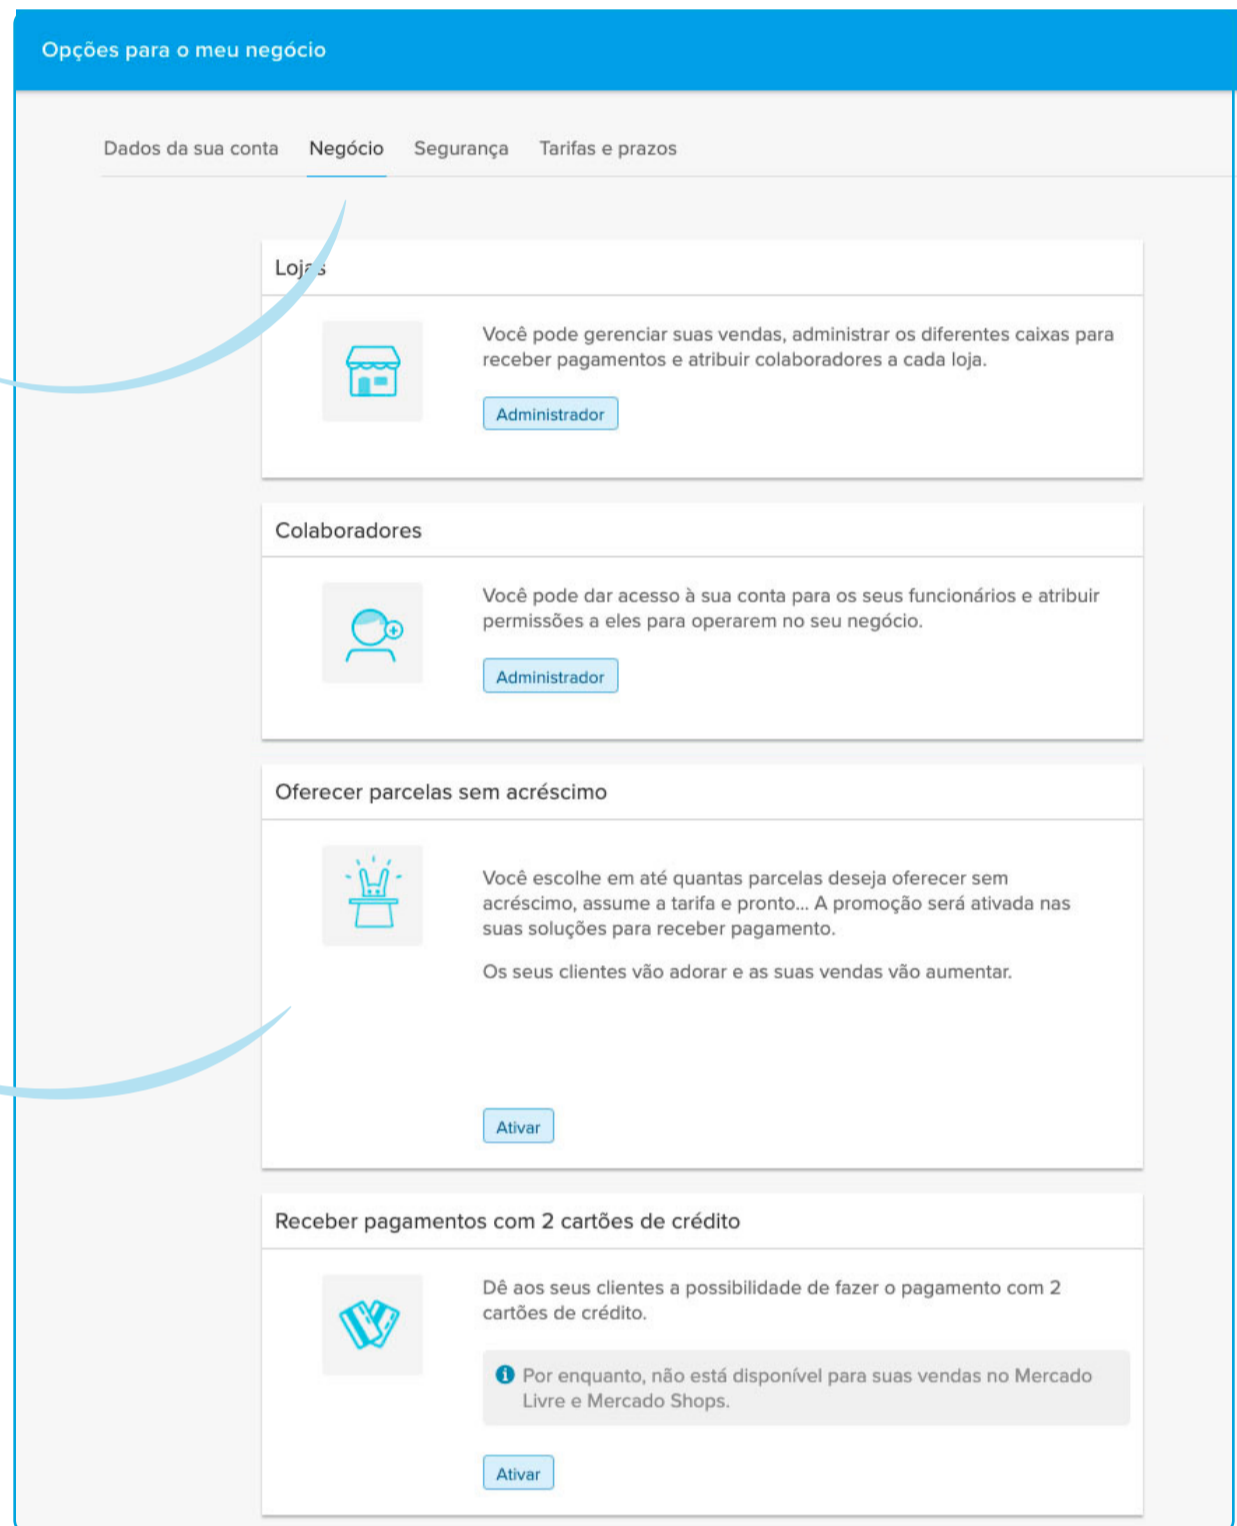 Opções para o meu negócio
Dados da sua conta Negócio Segurança Tarifas e prazos
Lojas
Você pode gerenciar suas vendas, administrar os diferentes caixas para
receber pagamentos e atribuir colaboradores a cada loja.
Administrador
Colaboradores
Você pode dar acesso à sua conta para os seus funcionários e atribuir
permissões a eles para operarem no seu negócio.
Administrador
Oferecer parcelas sem acréscimo
Você escolhe em até quantas parcelas deseja oferecer sem
acréscimo, assume a tarifa e pronto... A promoção será ativada nas
suas soluções para receber pagamento.
Os seus clientes vão adorar e as suas vendas vão aumentar.
Ativar
Receber pagamentos com 2 cartões de crédito
Dê aos seus clientes a possibilidade de fazer o pagamento com 2
cartões de crédito.
Por enquanto, não está disponível para suas vendas no Mercado
Livre e Mercado Shops.
Ativar